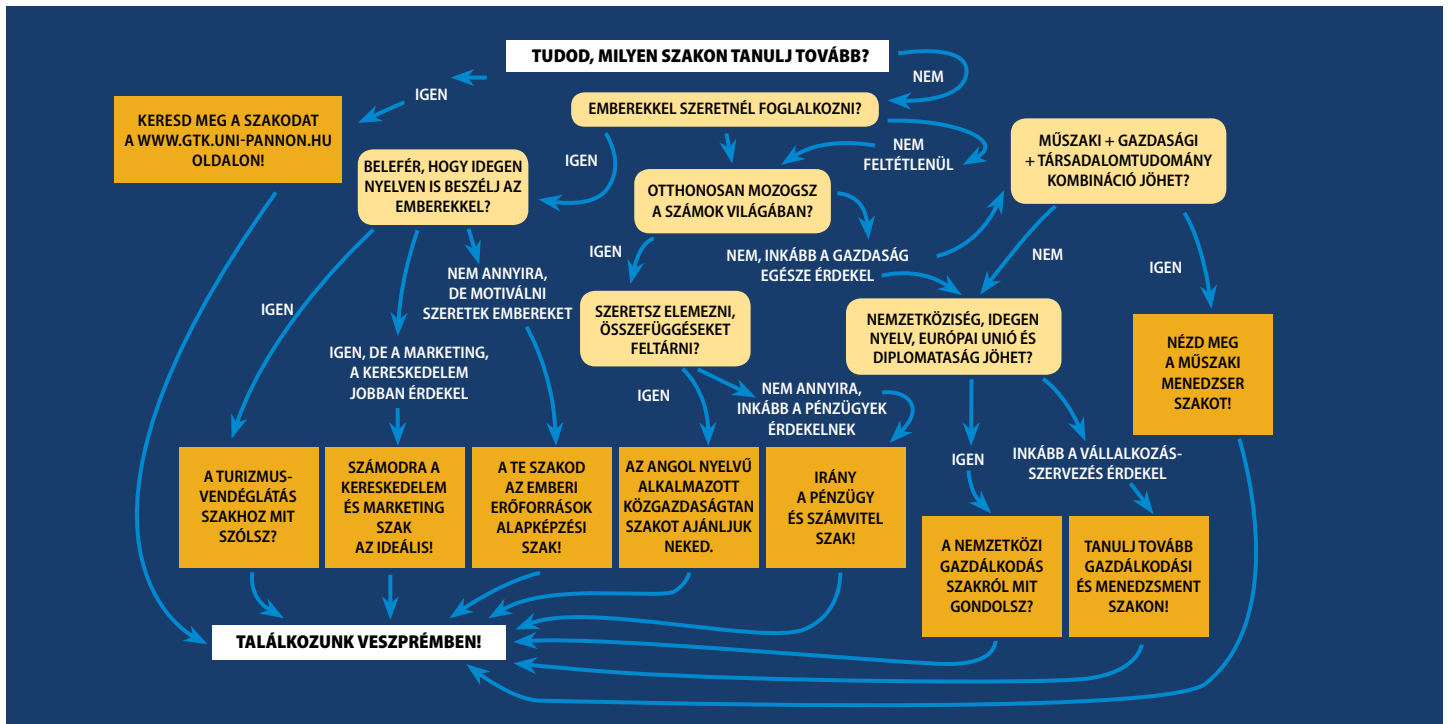 TUDOD, MILYEN SZAKON TANULJ TOVÁBB?
IGEN
NEM
KERESD MEG A SZAKODAT
A WWW.GTK.UNI-PANNON.HU
OLDALON!
EMBEREKKEL SZERETNÉL FOGLALKOZNI?
IGEN
NEM
FELTÉTLENÜL
BELEFÉR, HOGY IDEGEN
NYELVEN IS BESZÉLJ AZ
EMBEREKKEL?
OTTHONOSAN MOZOGSZ
A SZÁMOK VILÁGÁBAN?
MŰSZAKI + GAZDASÁGI
+ TÁRSADALOMTUDOMÁNY
KOMBINÁCIÓ JÖHET?
IGEN
IGEN, DE A MARKETING,
A KERESKEDELEM
JOBBAN ÉRDEKEL
NEM ANNYIRA,
DE MOTIVÁLNI
SZERETEK EMBEREKET
IGEN
NEM, INKÁBB A GAZDASÁG
EGÉSZE ÉRDEKEL
NEM
IGEN
SZERETSZ ELEMEZNI,
ÖSSZEFÜGGÉSEKET
FELTÁRNI?
NEMZETKÖZISÉG, IDEGEN
NYELV, EURÓPAI UNIÓ ÉS
DIPLOMATASÁG JÖHET?
NÉZD MEG
A MŰSZAKI
MENEDZSER
SZAKOT!
IGEN
NEM ANNYIRA,
INKÁBB A PÉNZÜGYEK
ÉRDEKELNEK
IGEN
INKÁBB A VÁLLALKOZÁS-
SZERVEZÉS ÉRDEKEL
A TURIZMUS-
VENDÉGLÁTÁS
SZAKHOZ MIT
SZÓLSZ?
SZÁMODRA A
KERESKEDELEM
ÉS MARKETING
SZAK
AZ IDEÁLIS!
A TE SZAKOD
AZ EMBERI
ERŐFORRÁSOK
ALAPKÉPZÉSI
SZAK!
AZ ANGOL NYELVŰ
ALKALMAZOTT
KÖZGAZDASÁGTAN
SZAKOT AJÁNLJUK
NEKED.
IRÁNY
A PÉNZÜGY
ÉS SZÁMVITEL
SZAK!
A NEMZETKÖZI
GAZDÁLKODÁS
SZAKRÓL MIT
GONDOLSZ?
TANULJ TOVÁBB
GAZDÁLKODÁSI
ÉS MENEDZSMENT
SZAKON!
TALÁLKOZUNK VESZPRÉMBEN!